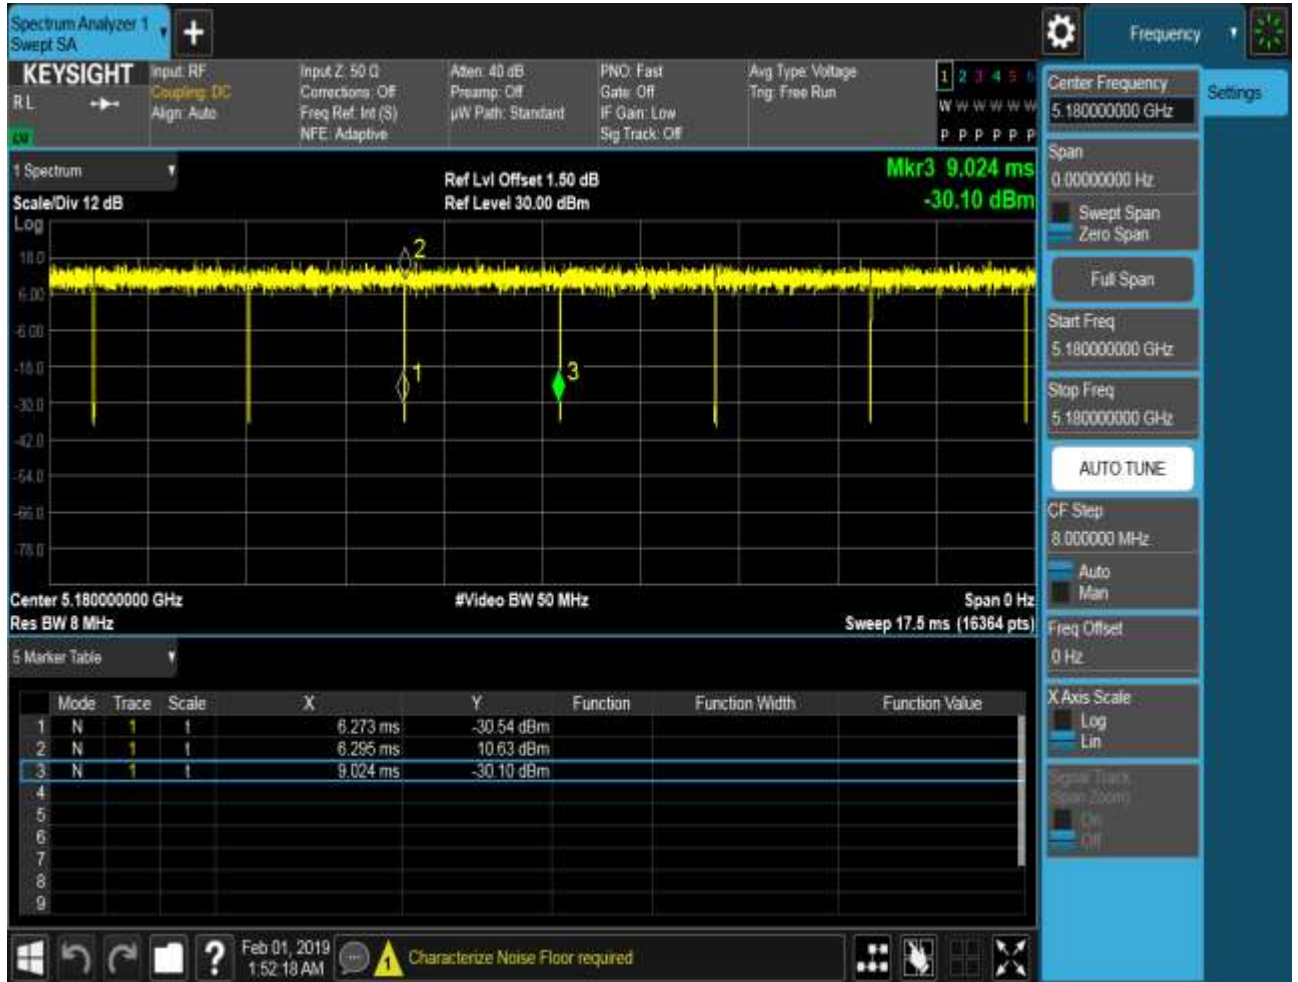 Spectrum Analyzer 1
Swept SA
+
Frequency
KEYSIGHT
RL
Input: RF
Coupling: DC
Align: Auto
Input Z: 50 Ω
Corrections: Off
Freq Ref: Int (S)
NFE: Adaptive
Atten: 40 dB
Preamp: Off
µW Path: Standard
PNO: Fast
Gate: Off
IF Gain: Low
Sig Track: Off
Avg Type: Voltage
Trig: Free Run
1 2 3 4 5 6
W W W W W W
P P P P P P
1 Spectrum
Scale/Div 12 dB
Ref Lvl Offset 1.50 dB
Ref Level 30.00 dBm
Mkr3 9.024 ms
-30.10 dBm
Log
18.0
6.00
-6.00
-18.0
-30.0
-42.0
-54.0
-66.0
-78.0
2
1
3
Center 5.180000000 GHz
#Video BW 50 MHz
Span 0 Hz
Res BW 8 MHz
Sweep 17.5 ms (16364 pts)
5 Marker Table
Mode Trace Scale X Y Function Function Width Function Value
1 N 1 t 6.273 ms -30.54 dBm
2 N 1 t 6.295 ms 10.63 dBm
3 N 1 t 9.024 ms -30.10 dBm
4
5
6
7
8
9
?
Feb 01, 2019
1:52:18 AM
1
Characterize Noise Floor required
Center Frequency
5.180000000 GHz
Settings
Span
0.00000000 Hz
Swept Span
Zero Span
Full Span
Start Freq
5.180000000 GHz
Stop Freq
5.180000000 GHz
AUTO TUNE
CF Step
8.000000 MHz
Auto
Man
Freq Offset
0 Hz
X Axis Scale
Log
Lin
Signal Track
(Span Zoom)
On
Off